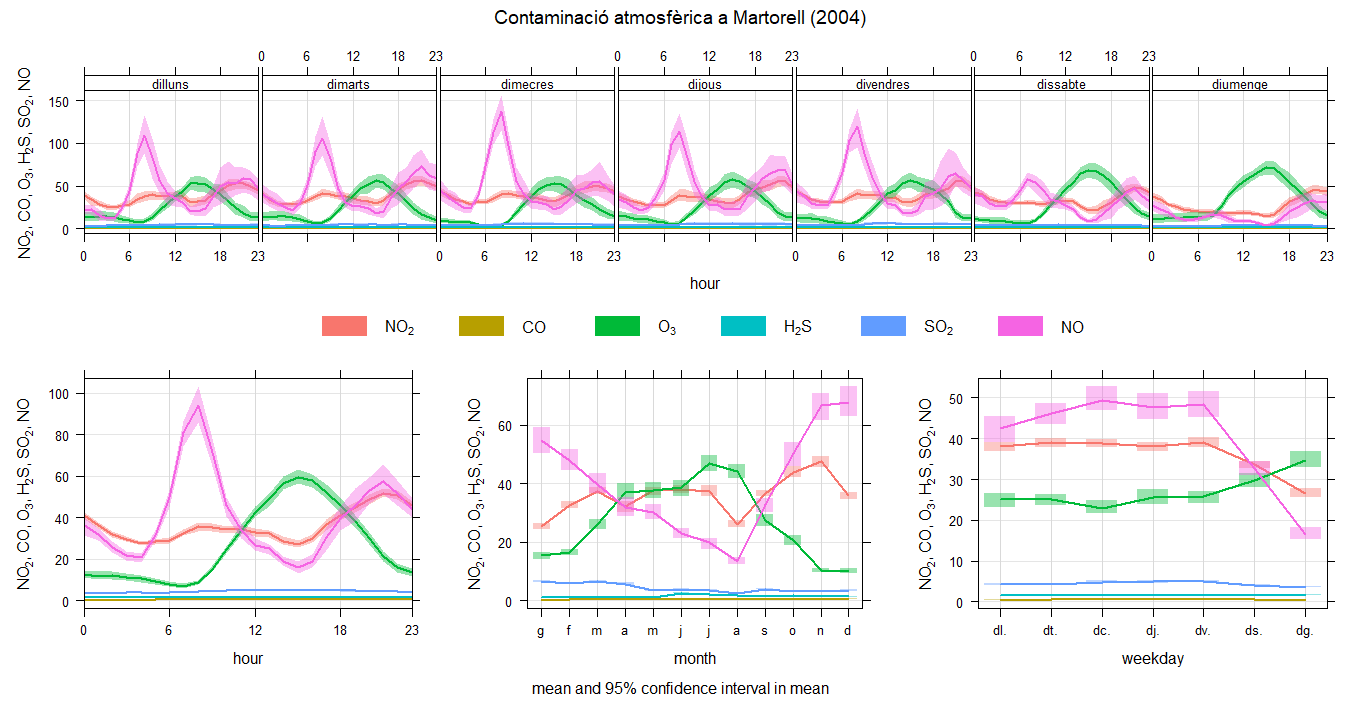 Contaminació atmosfèrica a Martorell (2004)
0 6 12 18 23 0 6 12 18 23 0 6 12 18 23
dilluns dimarts dimecres dijous divendres dissabte diumenge
NO₂, CO, O₃, H₂S, SO₂, NO
150
100
50
0
0 6 12 18 23 0 6 12 18 23 0 6 12 18 23 0 6 12 18 23
hour
NO₂ CO O₃ H₂S SO₂ NO
NO₂, CO, O₃, H₂S, SO₂, NO
100
80
60
40
20
0
0 6 12 18 23
hour
NO₂, CO, O₃, H₂S, SO₂, NO
60
40
20
0
g f m a m j j a s o n d
month
NO₂, CO, O₃, H₂S, SO₂, NO
50
40
30
20
10
0
dl. dt. dc. dj. dv. ds. dg.
weekday
mean and 95% confidence interval in mean